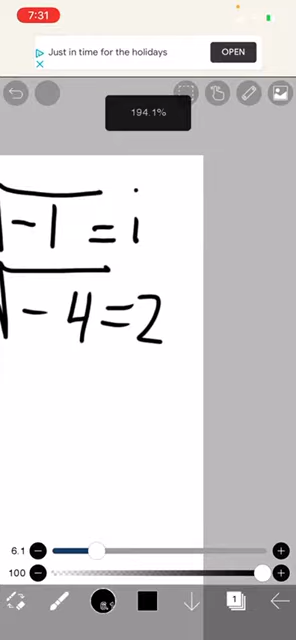 7:31
Just in time for the holidays
OPEN
194.1%
√-1 = i
√-4 = 2
6.1
100
1